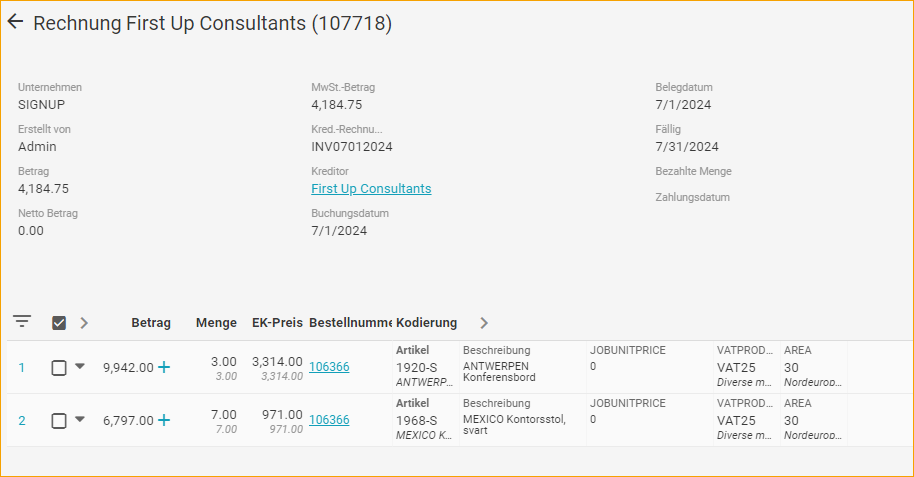 Rechnung First Up Consultants (107718)
Unternehmen MwSt.-Betrag Belegdatum
SIGNUP 4,184.75 7/1/2024
Erstellt von Kred.-Rechnu... Fällig
Admin INV07012024 7/31/2024
Betrag Kreditor Bezahlte Menge
4,184.75 First Up Consultants
Zahlungsdatum
Netto Betrag Buchungsdatum
0.00 7/1/2024
Betrag Menge EK-Preis Bestellnumme Kodierung
Artikel Beschreibung JOBUNITPRICE VATPROD... AREA
1 9,942.00 + 3.00 3,314.00 106366 1920-S ANTWERPEN 0 VAT25 30
3.00 3,314.00 ANTWERP... Konferensbord Diverse m... Nordeurop...
Artikel Beschreibung JOBUNITPRICE VATPROD... AREA
2 6,797.00 + 7.00 971.00 106366 1968-S MEXICO Kontorsstol, 0 VAT25 30
7.00 971.00 MEXICO K... svart Diverse m... Nordeurop...